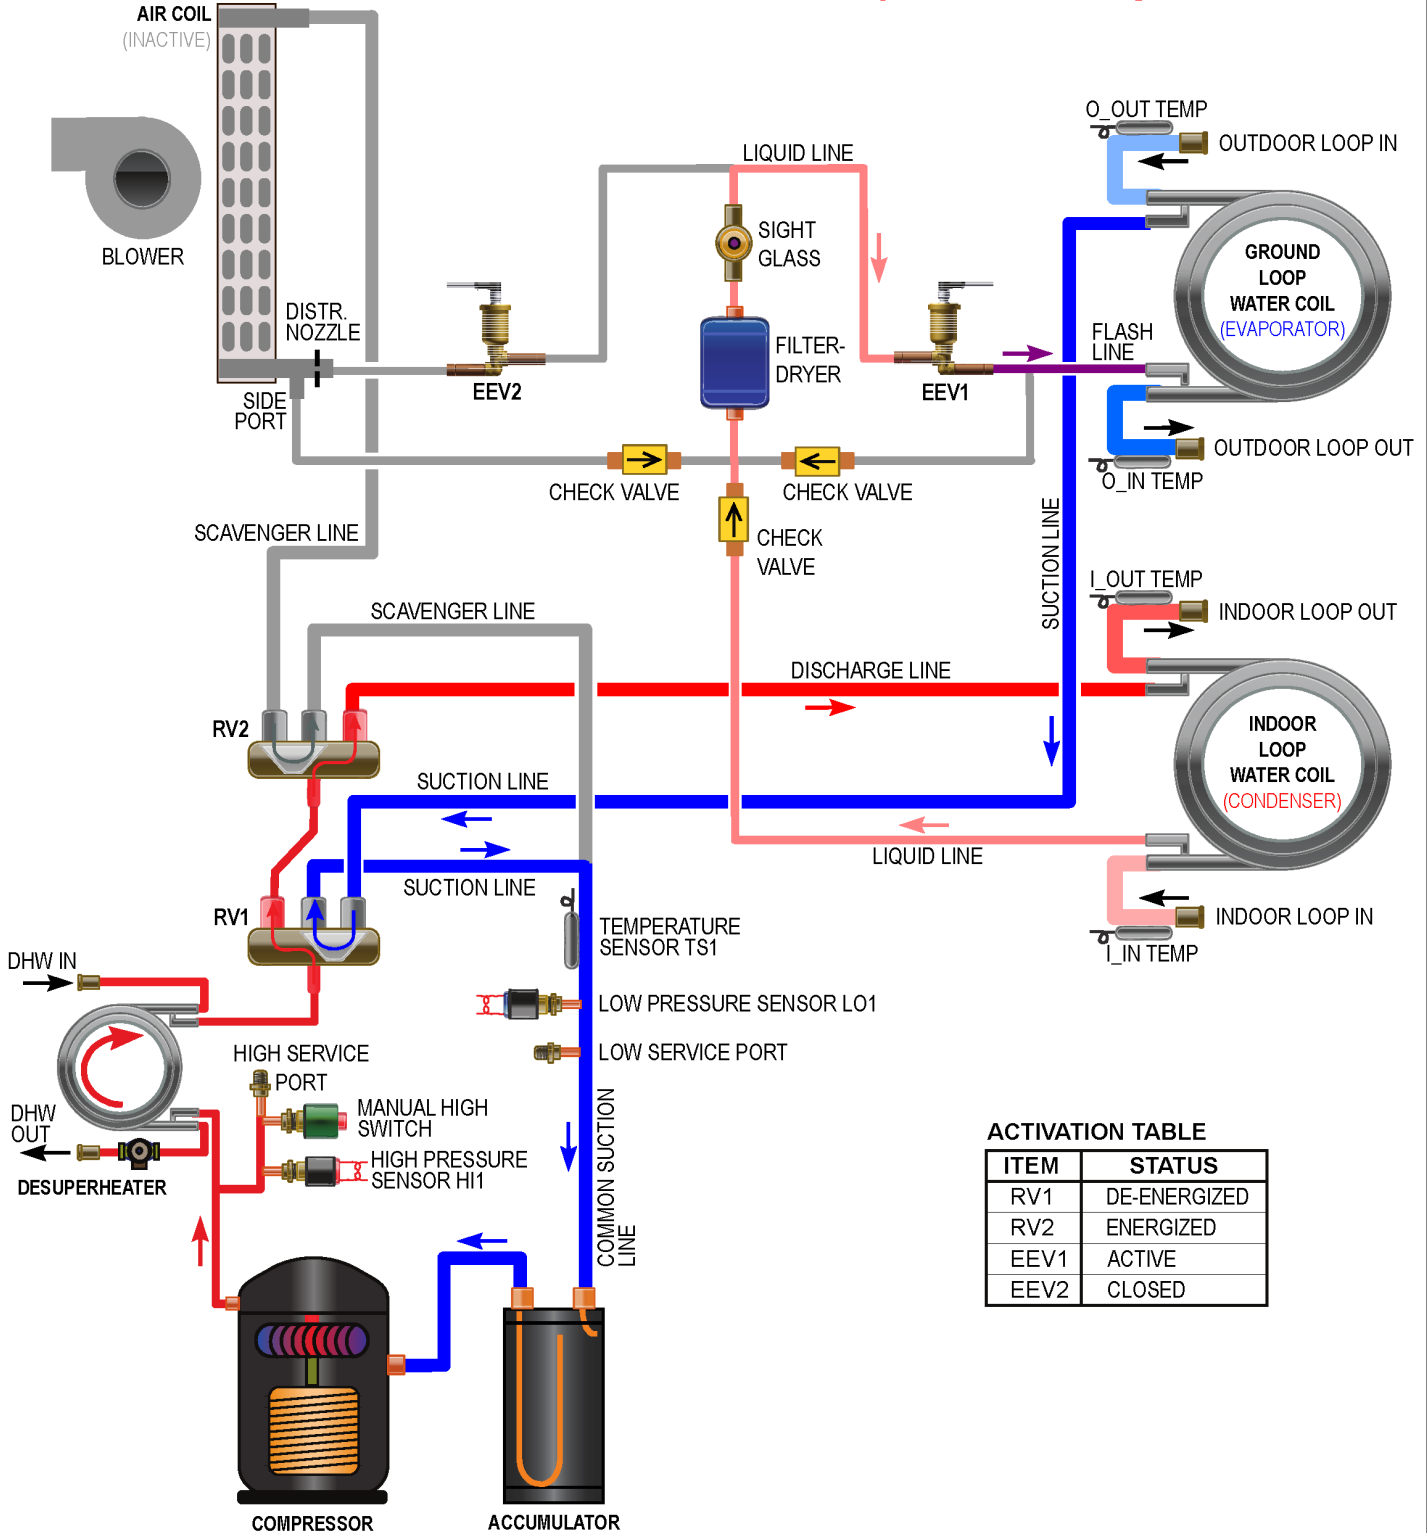 AIR COIL
(INACTIVE)
BLOWER
DISTR.
NOZZLE
SIDE
PORT
EEV2
LIQUID LINE
SIGHT
GLASS
FILTER-
DRYER
EEV1
FLASH
LINE
O_OUT TEMP
OUTDOOR LOOP IN
GROUND
LOOP
WATER COIL
(EVAPORATOR)
OUTDOOR LOOP OUT
O_IN TEMP
CHECK VALVE
CHECK VALVE
CHECK
VALVE
SCAVENGER LINE
SCAVENGER LINE
SUCTION LINE
I_OUT TEMP
INDOOR LOOP OUT
DISCHARGE LINE
INDOOR
LOOP
WATER COIL
(CONDENSER)
RV2
SUCTION LINE
LIQUID LINE
SUCTION LINE
RV1
INDOOR LOOP IN
I_IN TEMP
TEMPERATURE
SENSOR TS1
DHW IN
LOW PRESSURE SENSOR LO1
LOW SERVICE PORT
HIGH SERVICE
PORT
MANUAL HIGH
SWITCH
DHW
OUT
HIGH PRESSURE
SENSOR HI1
DESUPERHEATER
COMMON SUCTION
LINE
ACTIVATION TABLE
ITEM STATUS
RV1 DE-ENERGIZED
RV2 ENERGIZED
EEV1 ACTIVE
EEV2 CLOSED
COMPRESSOR
ACCUMULATOR